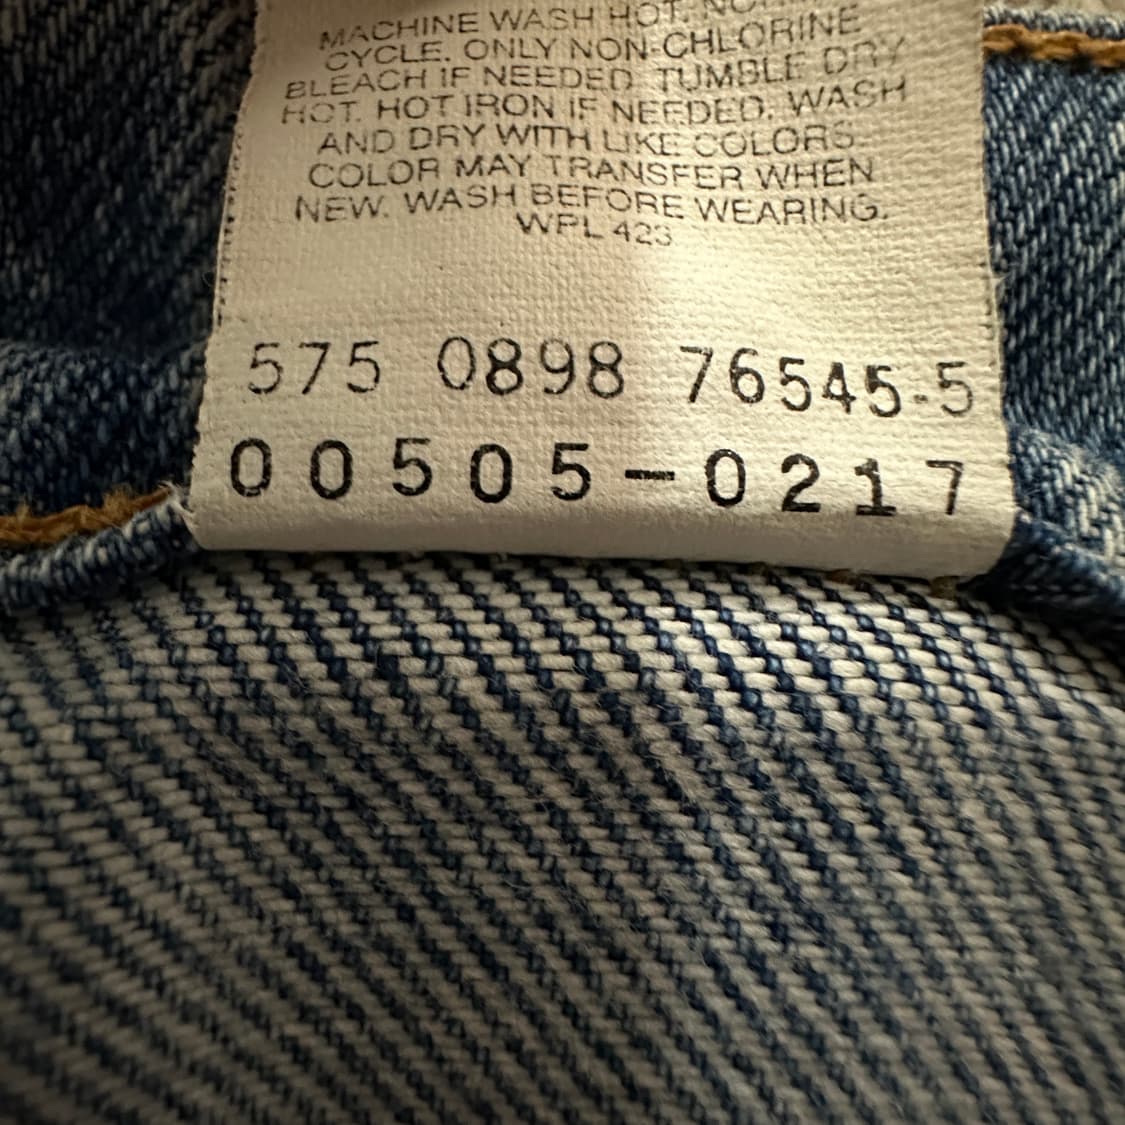 MACHINE WASH HOT. 
CYCLE. ONLY NON-CHLORINE
BLEACH IF NEEDED. TUMBLE DRY
HOT. HOT IRON IF NEEDED. WASH
AND DRY WITH LIKE COLORS.
COLOR MAY TRANSFER WHEN
NEW. WASH BEFORE WEARING.
WPL 423
575 0898 76545-5
00505-0217